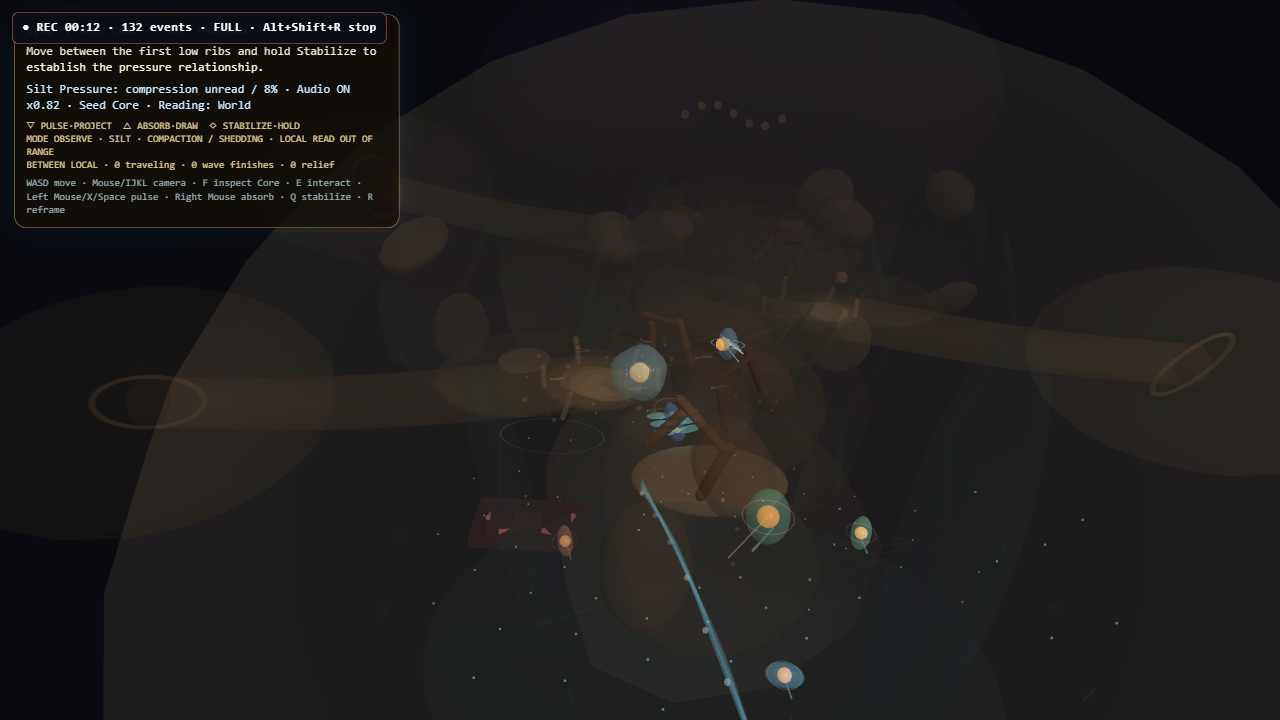 ● REC 00:12 · 132 events · FULL · Alt+Shift+R stop
Move between the first low ribs and hold Stabilize to
establish the pressure relationship.
Silt Pressure: compression unread / 8% · Audio ON
x0.82 · Seed Core · Reading: World
▽ PULSE·PROJECT △ ABSORB·DRAW ◇ STABILIZE·HOLD
MODE OBSERVE · SILT · COMPACTION / SHEDDING · LOCAL READ OUT OF
RANGE
BETWEEN LOCAL · 0 traveling · 0 wave finishes · 0 relief
WASD move · Mouse/IJKL camera · F inspect Core · E interact ·
Left Mouse/X/Space pulse · Right Mouse absorb · Q stabilize · R
reframe